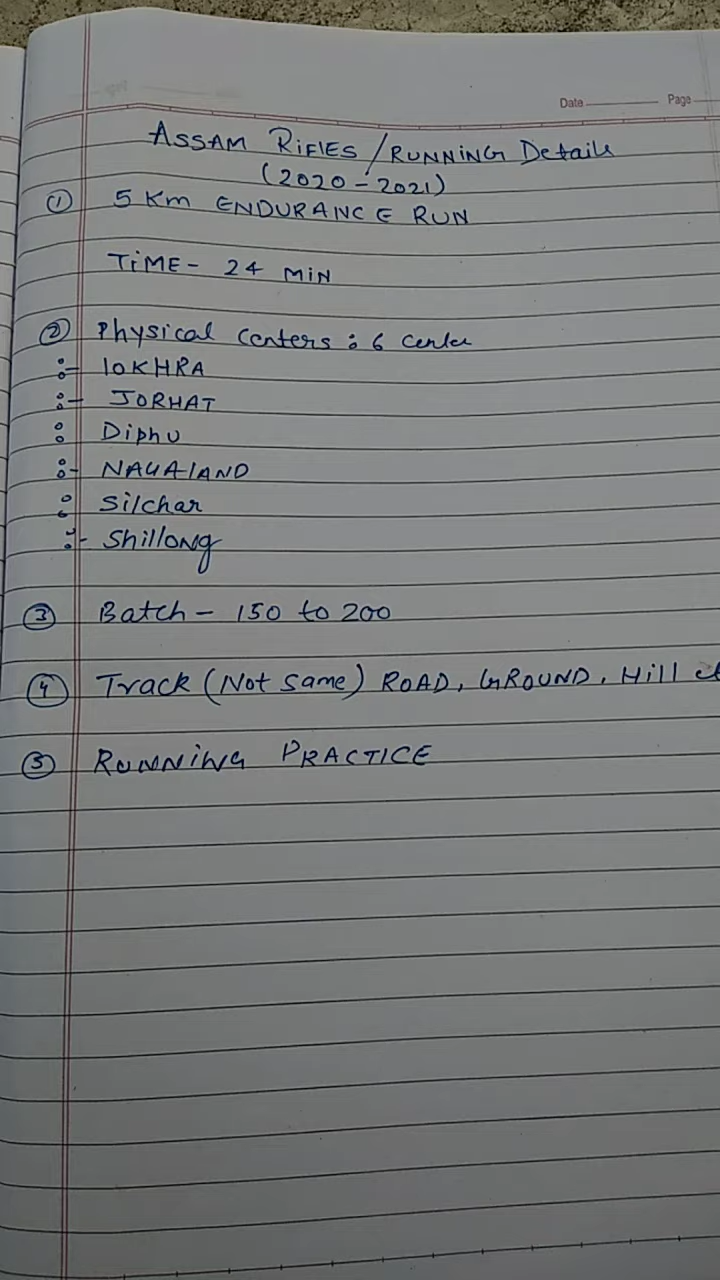 Date Page
ASSAM RIFLES / RUNNING Details
(2020-2021)
① 5 Km ENDURANCE RUN
TIME- 24 MIN
② Physical Centers : 6 Center
:- LOKHRA
:- JORHAT
: Diphu
:- NAGALAND
: Silchar
:- Shillong
③ Batch - 150 to 200
④ Track (Not same) ROAD, GROUND, Hill
⑤ RUNNING PRACTICE